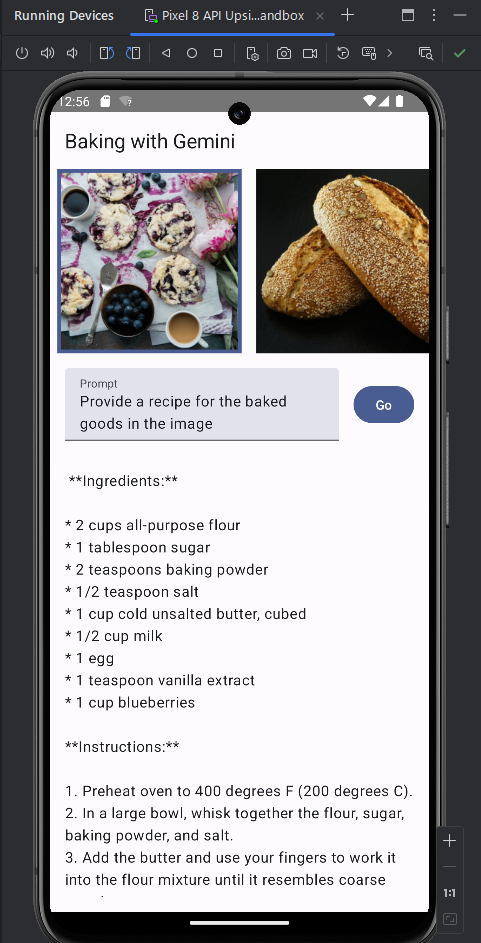 Running Devices
Pixel 8 API Upsi...andbox
12:56
Baking with Gemini
Prompt
Provide a recipe for the baked
goods in the image
Go
**Ingredients:**
* 2 cups all-purpose flour
* 1 tablespoon sugar
* 2 teaspoons baking powder
* 1/2 teaspoon salt
* 1 cup cold unsalted butter, cubed
* 1/2 cup milk
* 1 egg
* 1 teaspoon vanilla extract
* 1 cup blueberries
**Instructions:**
1. Preheat oven to 400 degrees F (200 degrees C).
2. In a large bowl, whisk together the flour, sugar,
baking powder, and salt.
3. Add the butter and use your fingers to work it
into the flour mixture until it resembles coarse
1:1